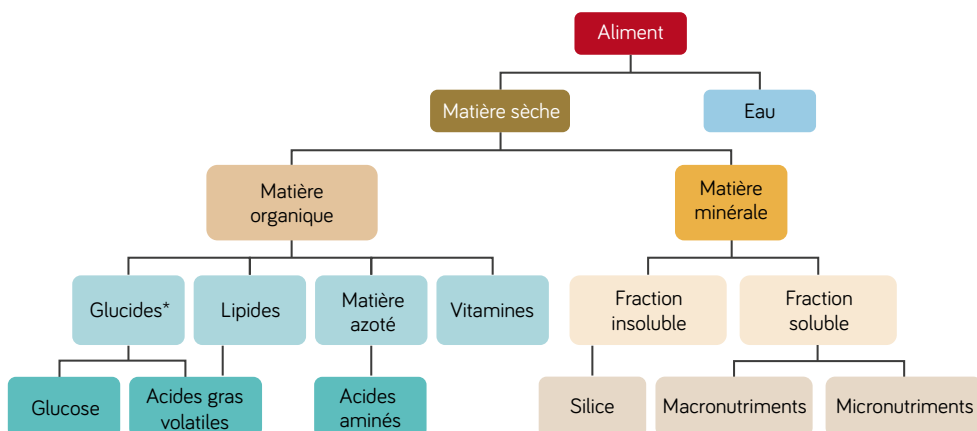 Aliment
Matière sèche
Eau
Matière
organique
Matière
minérale
Glucides*
Lipides
Matière
azoté
Vitamines
Fraction
insoluble
Fraction
soluble
Glucose
Acides gras
volatiles
Acides
aminés
Silice
Macronutriments
Micronutriments